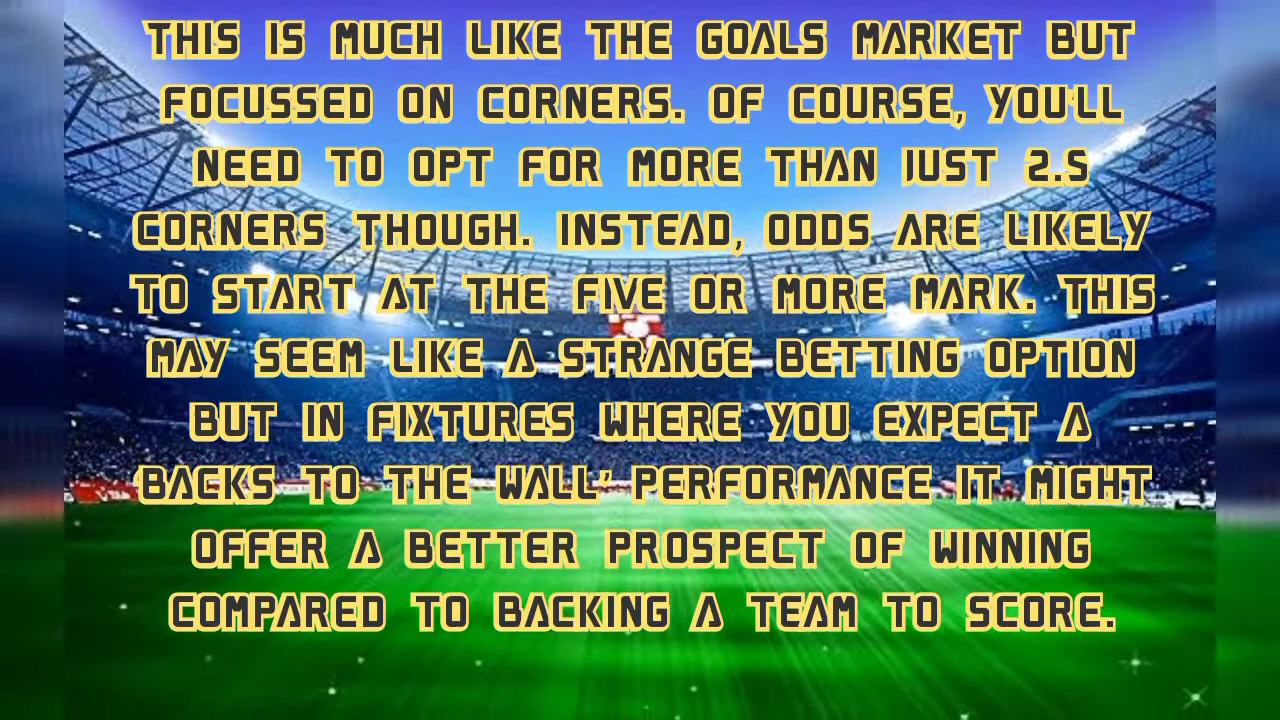 THIS IS MUCH LIKE THE GOALS MARKET BUT
FOCUSSED ON CORNERS. OF COURSE, YOU'LL
NEED TO OPT FOR MORE THAN JUST 2.5
CORNERS THOUGH. INSTEAD, ODDS ARE LIKELY
TO START AT THE FIVE OR MORE MARK. THIS
MAY SEEM LIKE A STRANGE BETTING OPTION
BUT IN FIXTURES WHERE YOU EXPECT A
'BACKS TO THE WALL' PERFORMANCE IT MIGHT
OFFER A BETTER PROSPECT OF WINNING
COMPARED TO BACKING A TEAM TO SCORE.